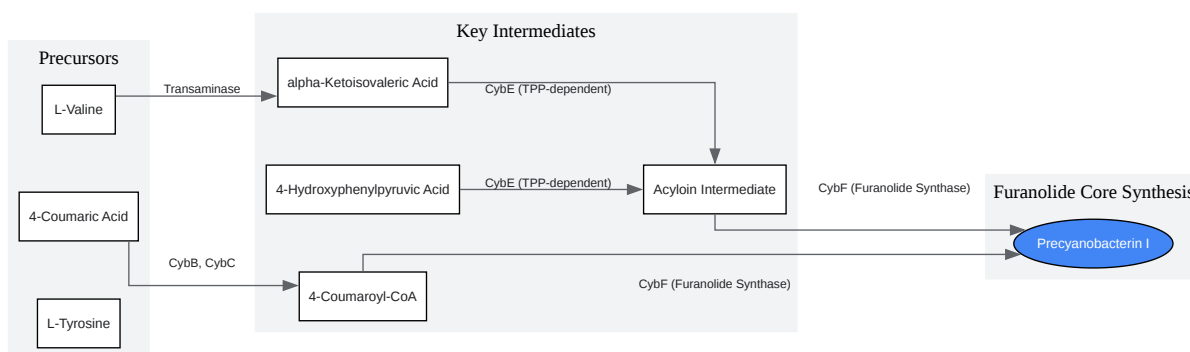 Precursors
Key Intermediates
L-Valine
Transaminase
alpha-Ketoisovaleric Acid
CybE (TPP-dependent)
4-Coumaric Acid
4-Hydroxyphenylpyruvic Acid
CybE (TPP-dependent)
Acyloin Intermediate
CybF (Furanolide Synthase)
Furanolide Core Synthesis
Precyanobacterin I
CybB, CybC
4-Coumaroyl-CoA
CybF (Furanolide Synthase)
L-Tyrosine